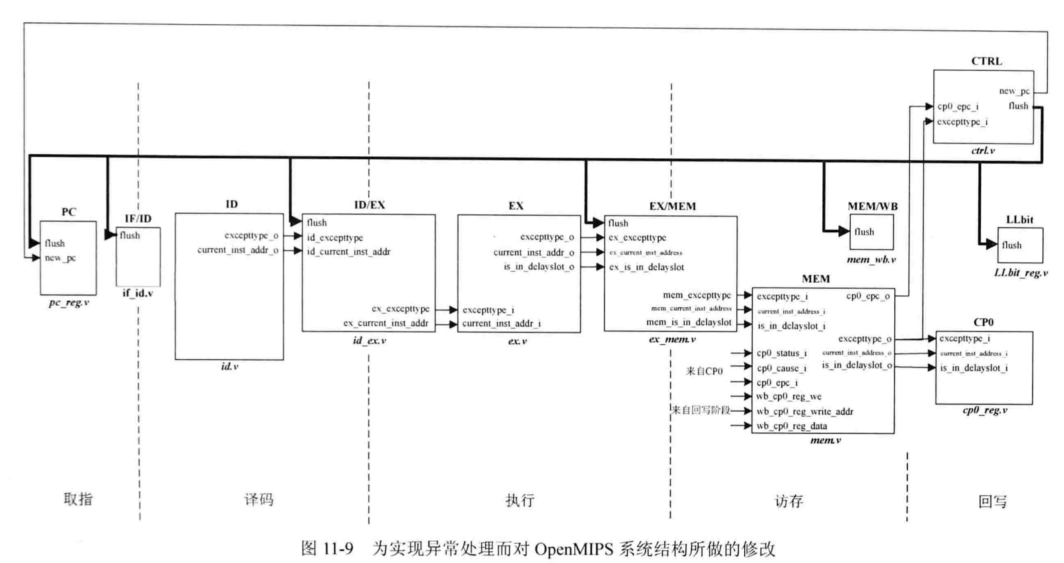 CTRL
new_pc
cp0_epc_i
flush
excepttype_i
ctrl.v
PC
flush
new_pc
pc_reg.v
IF/ID
flush
if_id.v
ID
excepttype_o
current_inst_addr_o
id.v
ID/EX
flush
id_excepttype
id_current_inst_addr
ex_excepttype
ex_current_inst_addr
id_ex.v
EX
excepttype_o
current_inst_addr_o
is_in_delayslot_o
excepttype_i
current_inst_addr_i
ex.v
EX/MEM
flush
ex_excepttype
ex_current_inst_address
ex_is_in_delayslot
mem_excepttype
mem_current_inst_address
mem_is_in_delayslot
ex_mem.v
MEM/WB
flush
mem_wb.v
LLbit
flush
LLbit_reg.v
MEM
excepttype_i
cp0_epc_o
current_inst_address_i
is_in_delayslot_i
excepttype_o
cp0_status_i
current_inst_address_o
cp0_cause_i
is_in_delayslot_o
来自CP0
cp0_epc_i
wb_cp0_reg_we
来自回写阶段
wb_cp0_reg_write_addr
wb_cp0_reg_data
mem.v
CP0
excepttype_i
current_inst_address_i
is_in_delayslot_i
cp0_reg.v
取指
译码
执行
访存
回写
图 11-9 为实现异常处理而对 OpenMIPS 系统结构所做的修改